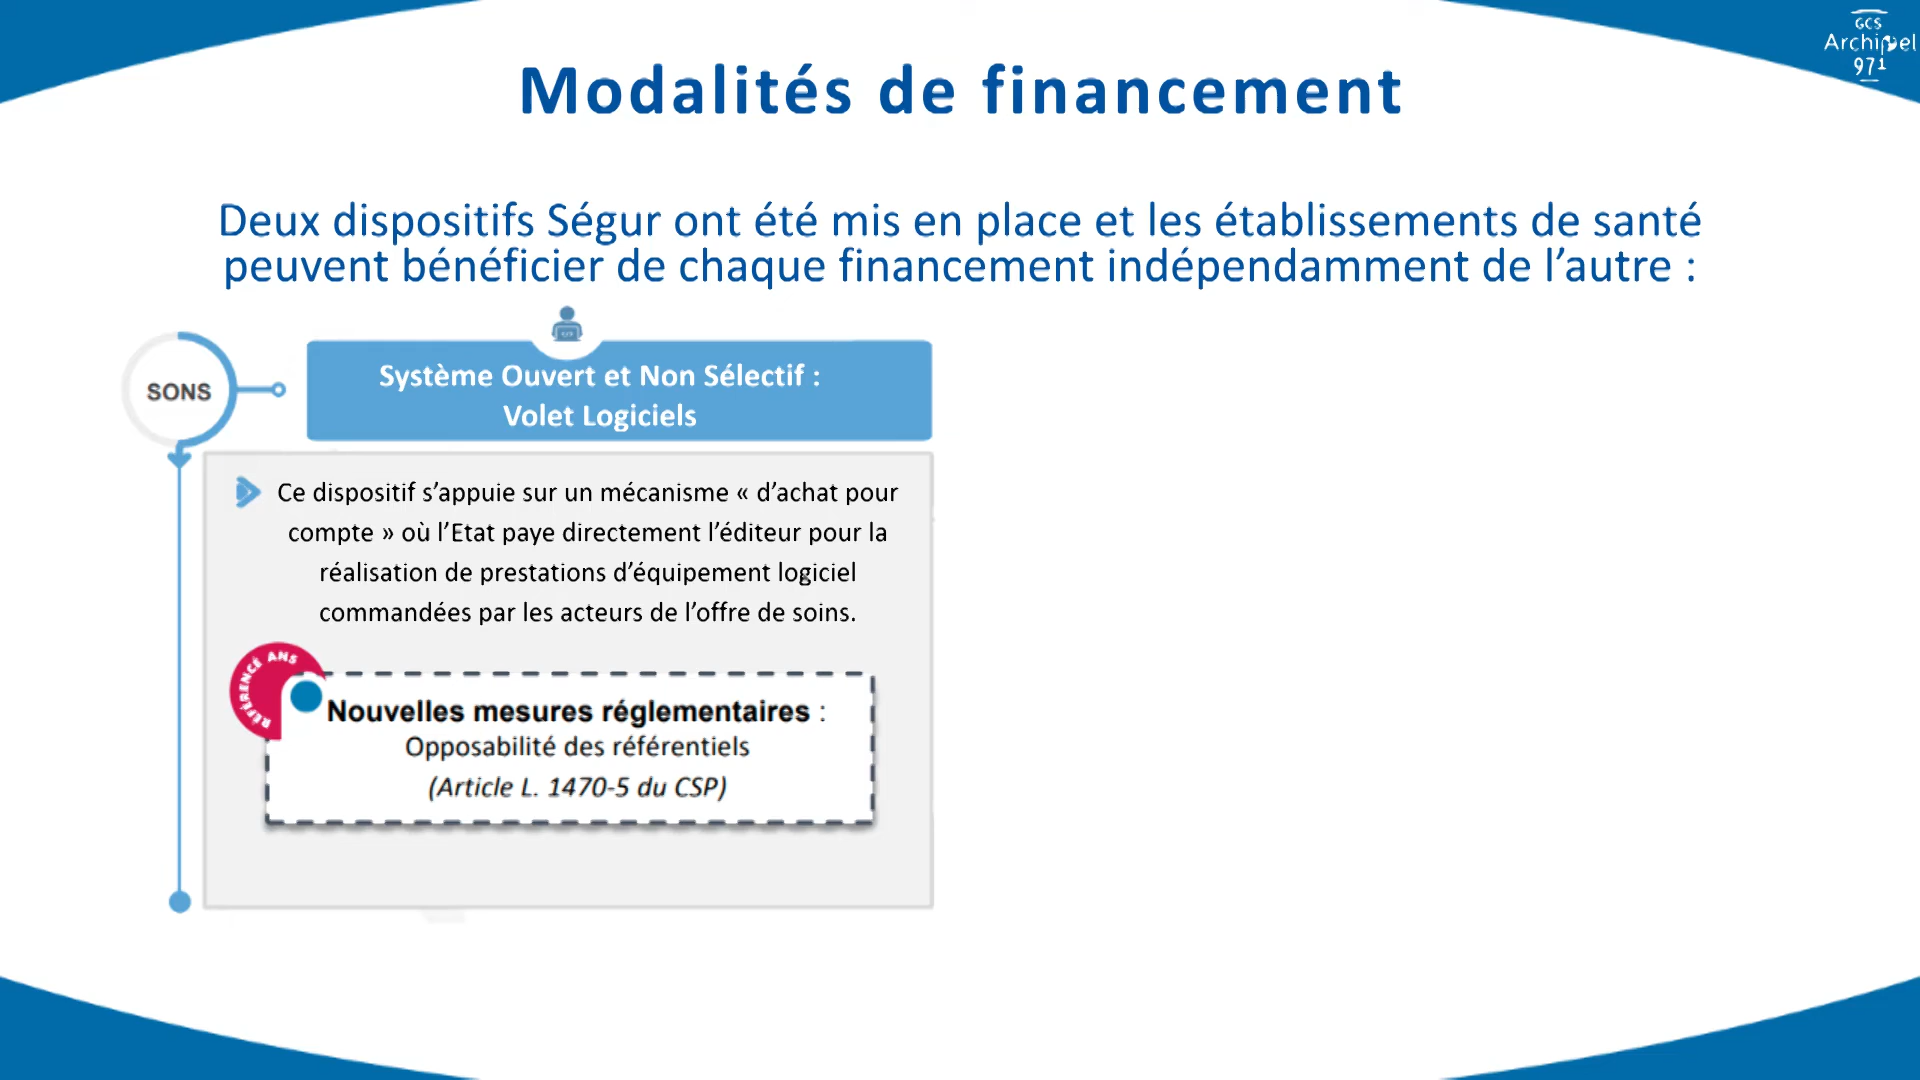 GCS
Archipel
971
Modalités de financement
Deux dispositifs Ségur ont été mis en place et les établissements de santé
peuvent bénéficier de chaque financement indépendamment de l’autre :
SONS
Système Ouvert et Non Sélectif :
Volet Logiciels
Ce dispositif s’appuie sur un mécanisme « d’achat pour
compte » où l’Etat paye directement l’éditeur pour la
réalisation de prestations d’équipement logiciel
commandées par les acteurs de l’offre de soins.
RÉFÉRENCÉ ANS
Nouvelles mesures réglementaires :
Opposabilité des référentiels
(Article L. 1470-5 du CSP)